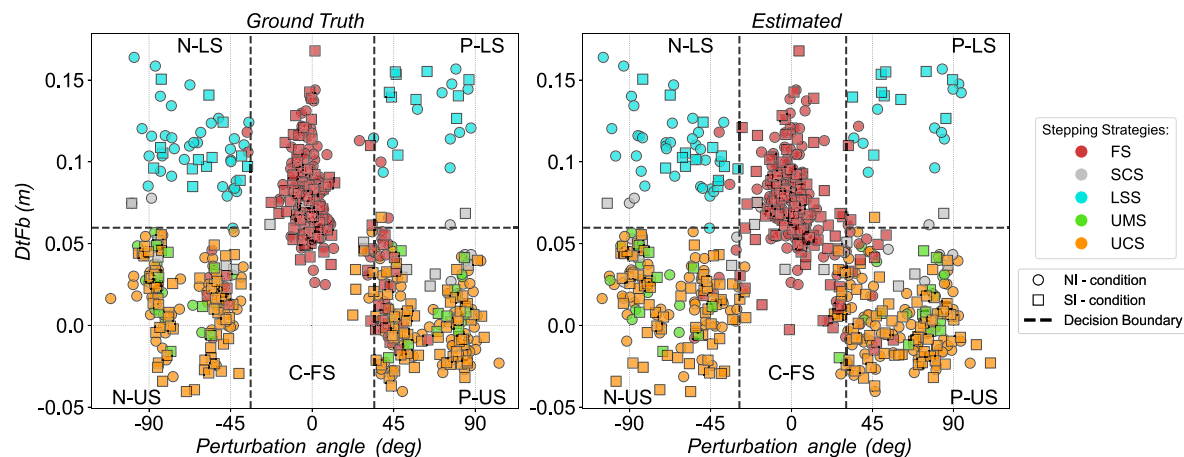 Ground Truth
Estimated
N-LS
P-LS
N-LS
P-LS
DtFb (m)
0.15
0.1
0.05
0.0
-0.05
C-FS
N-US
P-US
C-FS
N-US
P-US
-90
-45
0
45
90
-90
-45
0
45
90
Perturbation angle (deg)
Perturbation angle (deg)
Stepping Strategies:
FS
SCS
LSS
UMS
UCS
NI - condition
SI - condition
Decision Boundary